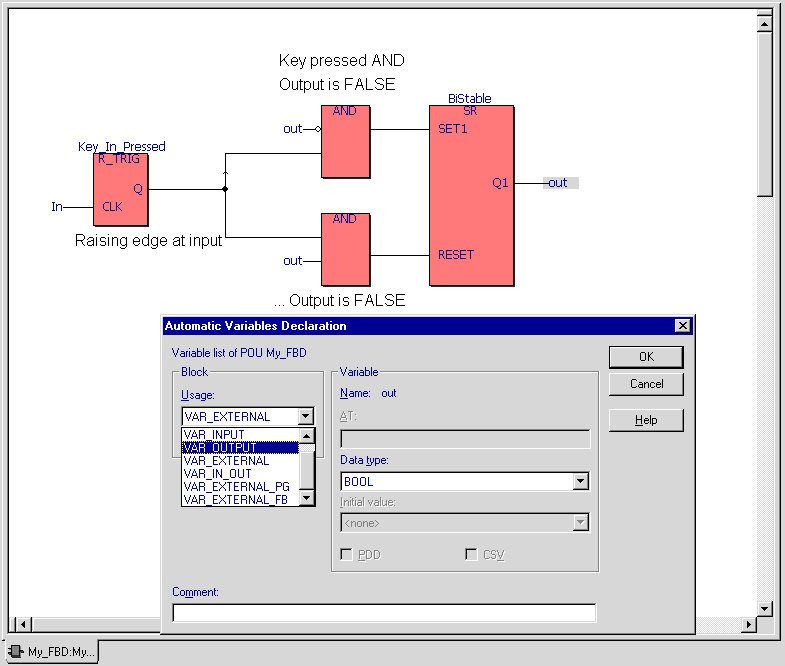 Key pressed AND
Output is FALSE
AND
out
BiStable
SR
SET1
Q1
out
RESET
Key_In_Pressed
R_TRIG
Q
In
CLK
Raising edge at input
AND
out
... Output is FALSE
Automatic Variables Declaration
Variable list of POU My_FBD
Block
Usage:
VAR_EXTERNAL
VAR_INPUT
VAR_OUTPUT
VAR_EXTERNAL
VAR_IN_OUT
VAR_EXTERNAL_PG
VAR_EXTERNAL_FB
Variable
Name: out
AT:
Data type:
BOOL
Initial value:
<none>
PDD
CSV
OK
Cancel
Help
Comment:
My_FBD:My...